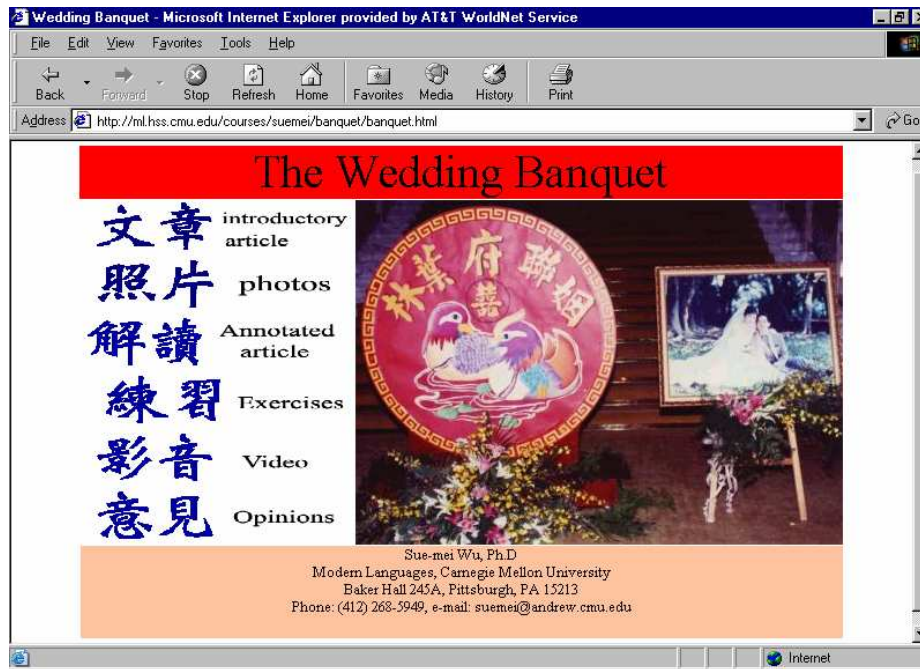 Wedding Banquet - Microsoft Internet Explorer provided by AT&T WorldNet Service
File Edit View Favorites Tools Help
Back Forward Stop Refresh Home Favorites Media History Print
Address http://ml.hss.cmu.edu/courses/suemei/banquet/banquet.html Go
The Wedding Banquet
文章 introductory article
照片 photos
解讀 Annotated article
練習 Exercises
影音 Video
意見 Opinions
林葉府聯姻
囍
Sue-mei Wu, Ph.D
Modern Languages, Carnegie Mellon University
Baker Hall 245A, Pittsburgh, PA 15213
Phone: (412) 268-5949, e-mail: suemei@andrew.cmu.edu
Internet